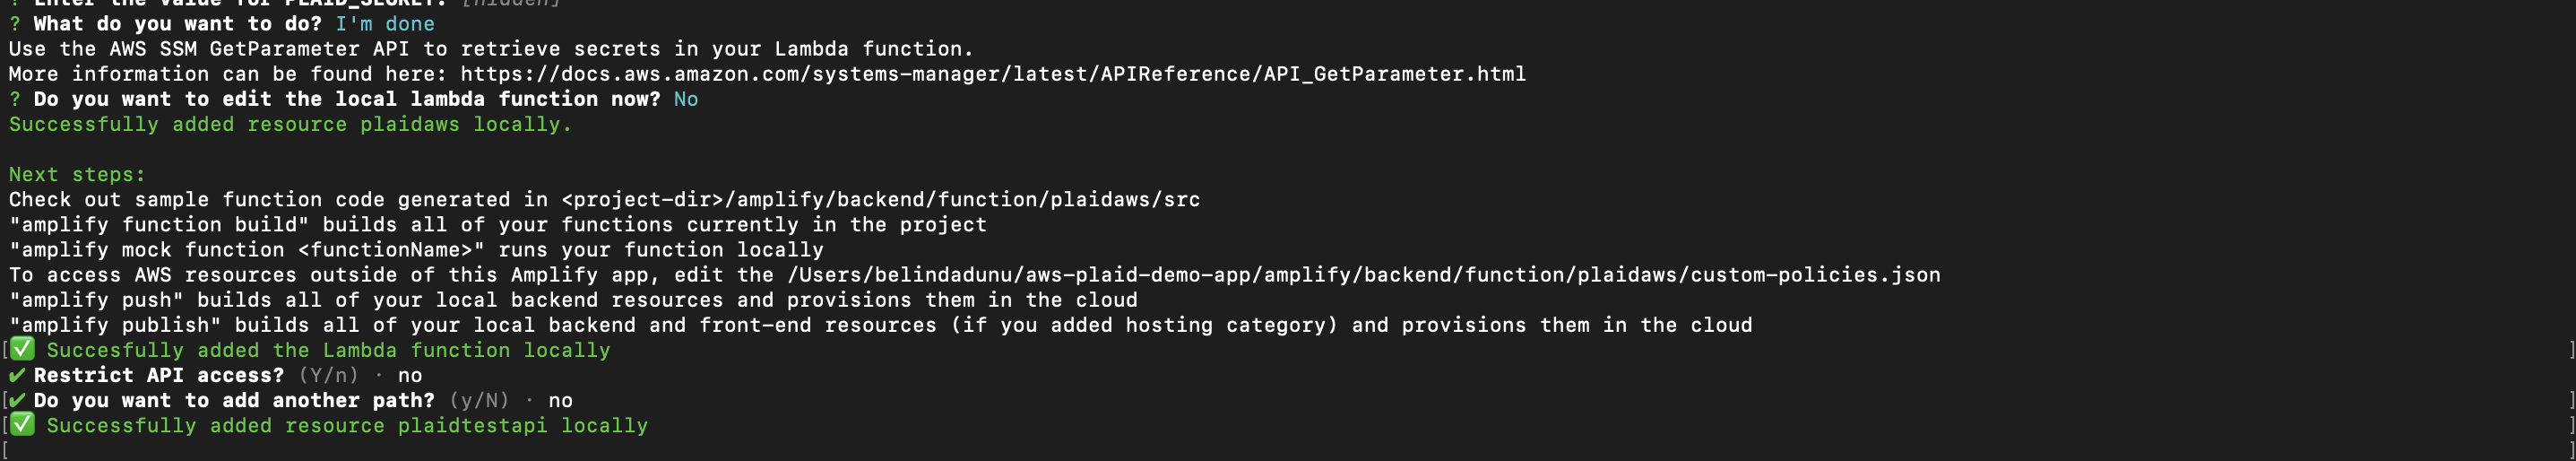 ? Enter the value for PLAID_SECRET: [hidden]
? What do you want to do? I'm done
Use the AWS SSM GetParameter API to retrieve secrets in your Lambda function.
More information can be found here: https://docs.aws.amazon.com/systems-manager/latest/APIReference/API_GetParameter.html
? Do you want to edit the local lambda function now? No
Successfully added resource plaidaws locally.

Next steps:
Check out sample function code generated in <project-dir>/amplify/backend/function/plaidaws/src
"amplify function build" builds all of your functions currently in the project
"amplify mock function <functionName>" runs your function locally
To access AWS resources outside of this Amplify app, edit the /Users/belindadunu/aws-plaid-demo-app/amplify/backend/function/plaidaws/custom-policies.json
"amplify push" builds all of your local backend resources and provisions them in the cloud
"amplify publish" builds all of your local backend and front-end resources (if you added hosting category) and provisions them in the cloud
[✅ Succesfully added the Lambda function locally ]
✔ Restrict API access? (Y/n) · no
[✔ Do you want to add another path? (y/N) · no ]
[✅ Successfully added resource plaidtestapi locally ]
[ ]